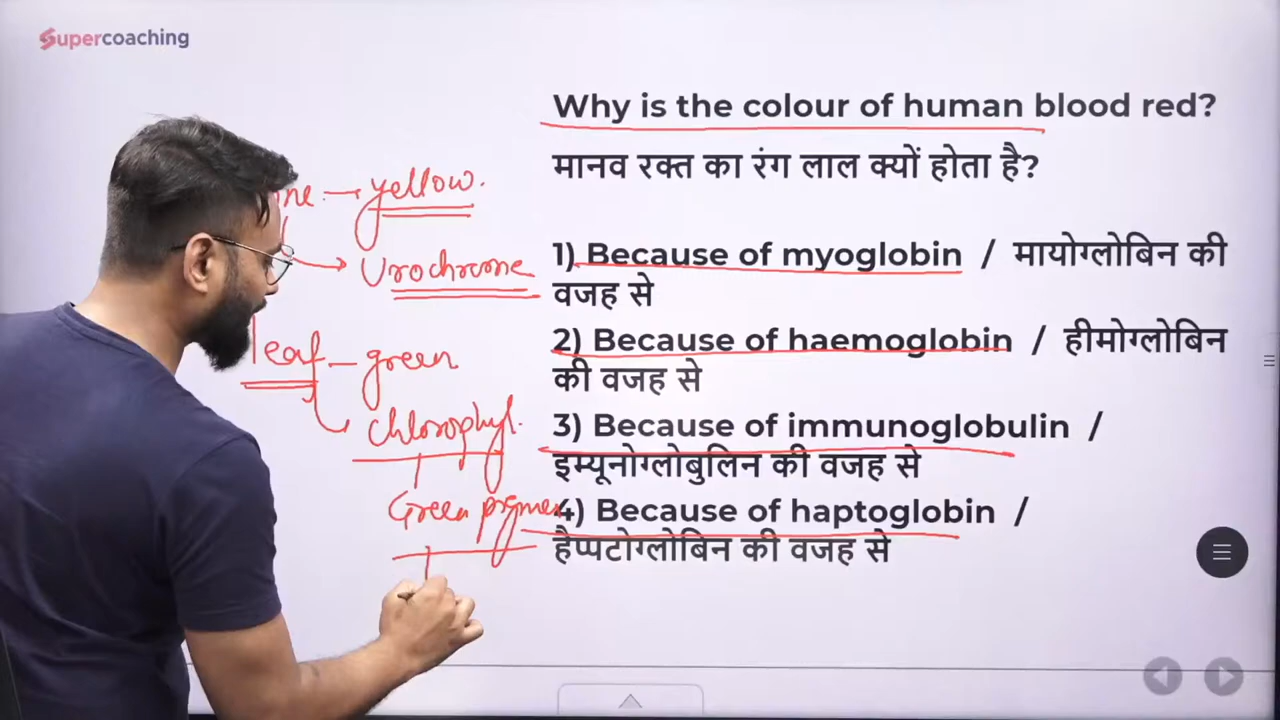 Supercoaching
Why is the colour of human blood red?
मानव रक्त का रंग लाल क्यों होता है?
1) Because of myoglobin / मायोग्लोबिन की
वजह से
2) Because of haemoglobin / हीमोग्लोबिन
की वजह से
3) Because of immunoglobulin /
इम्यूनोग्लोबुलिन की वजह से
4) Because of haptoglobin /
हैप्पटोग्लोबिन की वजह से
yellow.
Urochrome
leaf - green
Chlorophyl.
Green